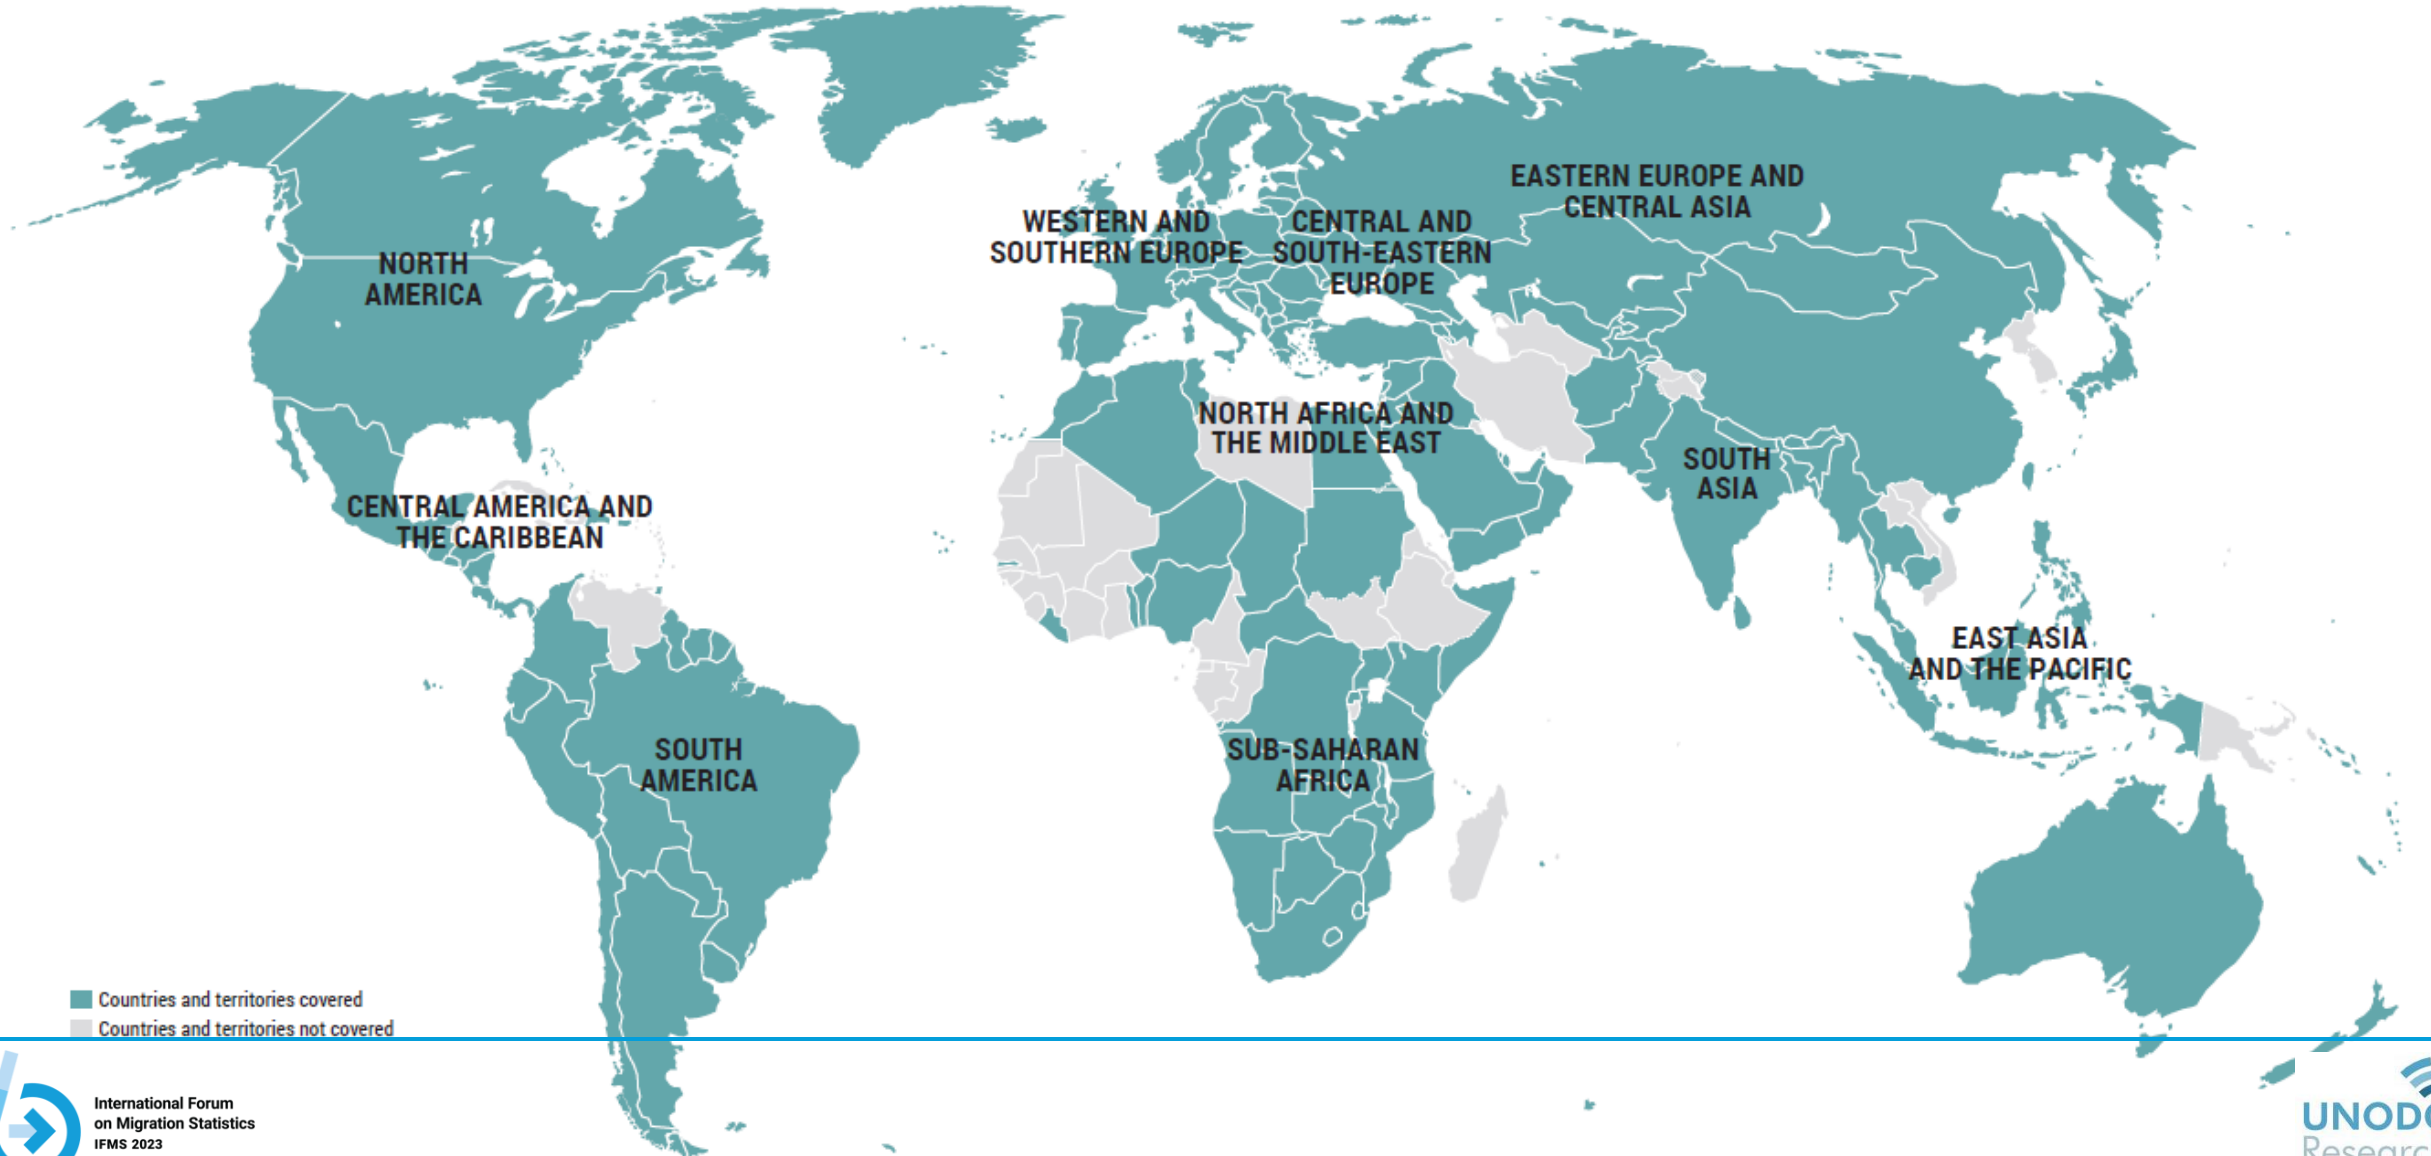 EASTERN EUROPE AND
CENTRAL ASIA
WESTERN AND
SOUTHERN EUROPE
CENTRAL AND
SOUTH-EASTERN
EUROPE
NORTH
AMERICA
NORTH AFRICA AND
THE MIDDLE EAST
SOUTH
ASIA
CENTRAL AMERICA AND
THE CARIBBEAN
EAST ASIA
AND THE PACIFIC
SOUTH
AMERICA
SUB-SAHARAN
AFRICA
Countries and territories covered
Countries and territories not covered
International Forum
on Migration Statistics
IFMS 2023